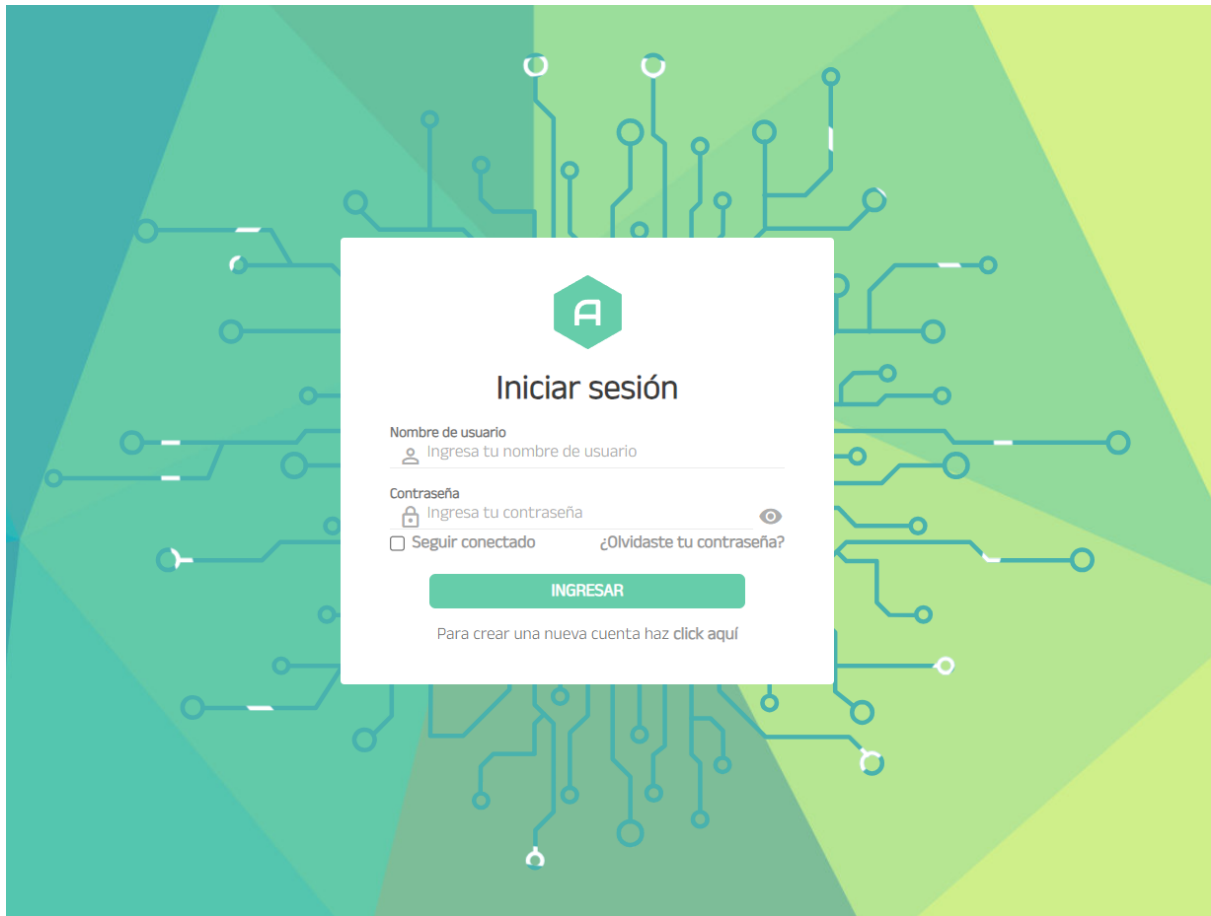 A
Iniciar sesión
Nombre de usuario
Ingresa tu nombre de usuario
Contraseña
Ingresa tu contraseña
Seguir conectado ¿Olvidaste tu contraseña?
INGRESAR
Para crear una nueva cuenta haz click aquí